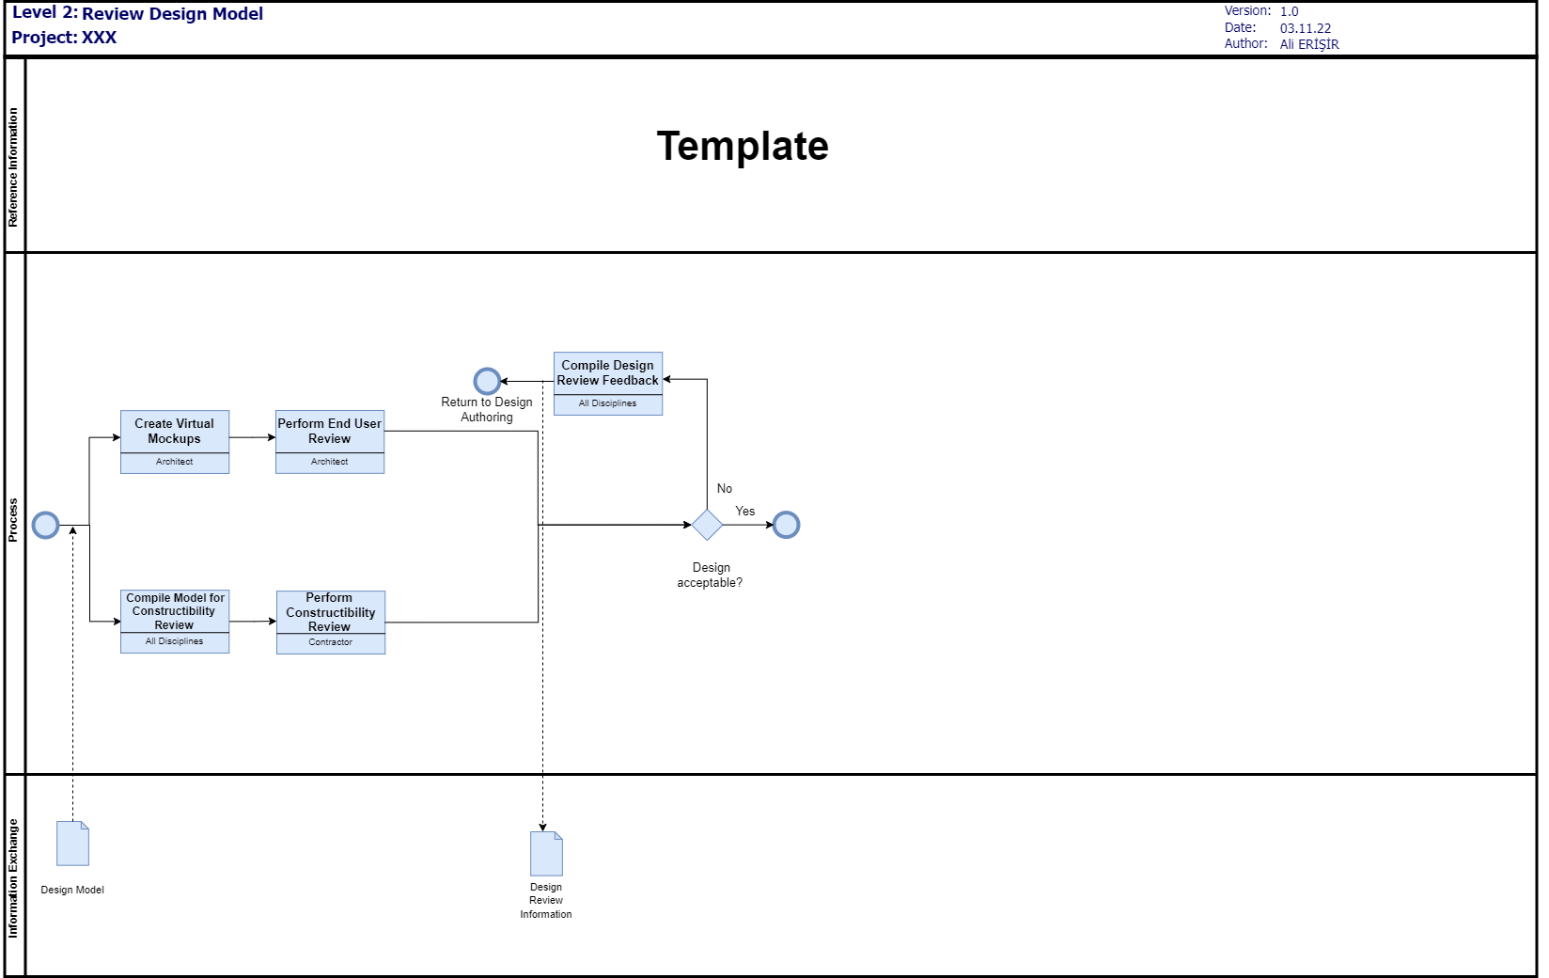 Level 2: Review Design Model
Project: XXX
Version: 1.0
Date: 03.11.22
Author: Ali ERİŞİR
Reference Information
Template
Process
Compile Design
Review Feedback
All Disciplines
Return to Design
Authoring
Create Virtual
Mockups
Architect
Perform End User
Review
Architect
No
Yes
Design
acceptable?
Compile Model for
Constructibility
Review
All Disciplines
Perform
Constructibility
Review
Contractor
Information Exchange
Design Model
Design
Review
Information